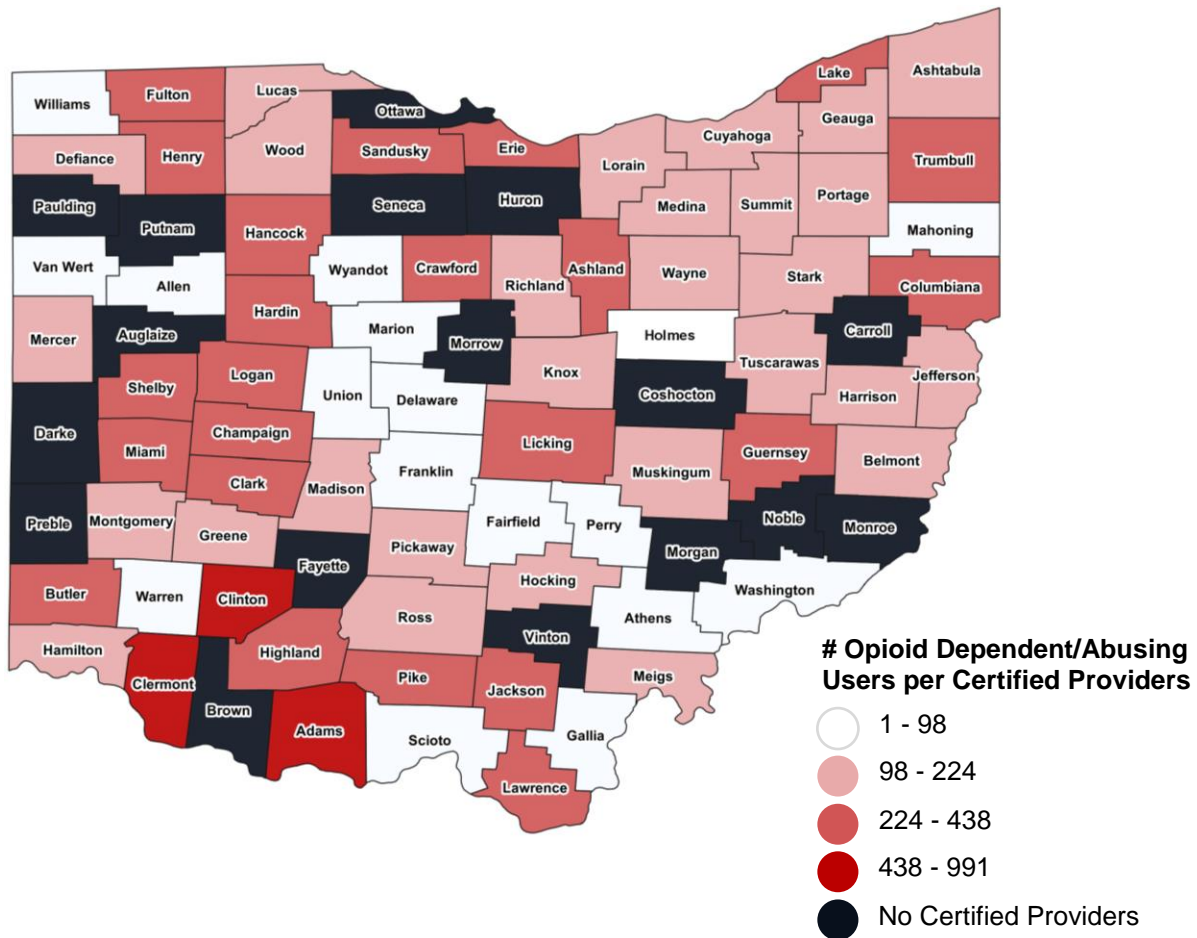 Lake
Ashtabula
Lucas
Williams
Fulton
Ottawa
Geauga
Cuyahoga
Wood
Sandusky
Erie
Defiance
Henry
Lorain
Trumbull
Portage
Huron
Paulding
Seneca
Medina
Summit
Putnam
Hancock
Mahoning
Van Wert
Wyandot
Crawford
Ashland
Wayne
Stark
Allen
Richland
Columbiana
Hardin
Marion
Holmes
Carroll
Mercer
Auglaize
Morrow
Tuscarawas
Knox
Logan
Jefferson
Shelby
Union
Delaware
Coshocton
Harrison
Darke
Champaign
Licking
Miami
Guernsey
Belmont
Franklin
Muskingum
Clark
Madison
Preble
Montgomery
Fairfield
Perry
Noble
Monroe
Greene
Pickaway
Morgan
Fayette
Hocking
Butler
Warren
Clinton
Washington
Ross
Athens
Vinton
Hamilton
Highland
Clermont
Pike
Jackson
Meigs
Brown
Adams
Scioto
Gallia
Lawrence
# Opioid Dependent/Abusing
Users per Certified Providers
1 - 98
98 - 224
224 - 438
438 - 991
No Certified Providers